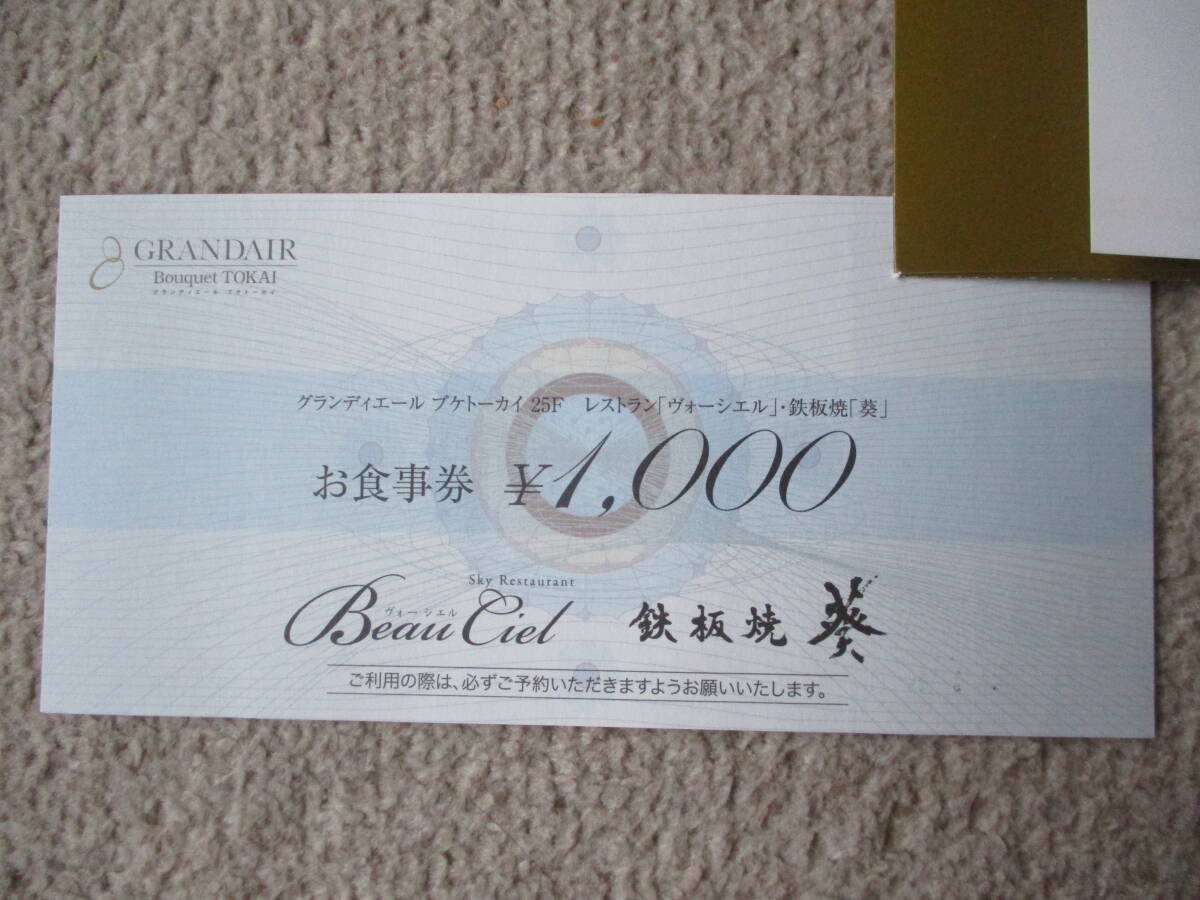 GRANDAIR
Bouquet TOKAI
グランディエール ブケトーカイ
グランディエール ブケトーカイ 25F レストラン「ヴォーシエル」・鉄板焼「葵」
お食事券 ¥1,000
Sky Restaurant
ヴォーシエル
Beau Ciel
鉄板焼 葵
ご利用の際は、必ずご予約いただきますようお願いいたします。